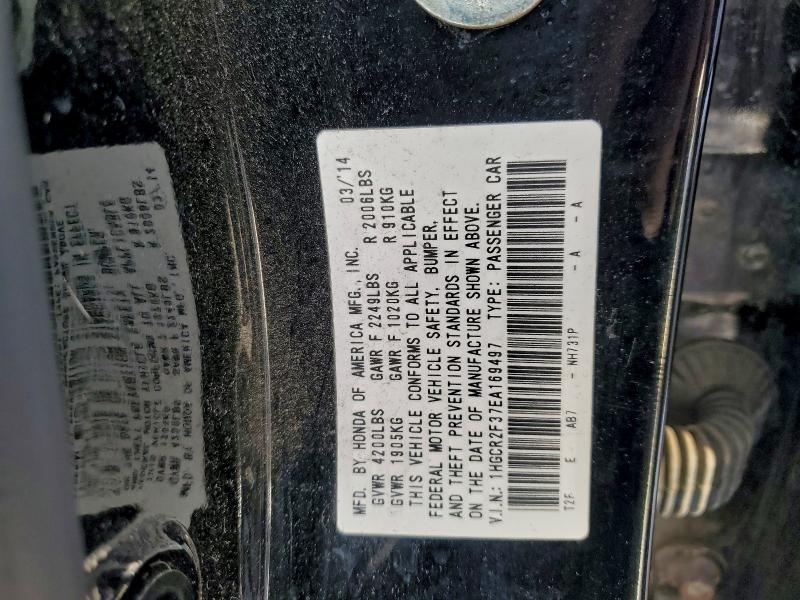 MFD. BY HONDA OF AMERICA MFG., INC. 03/'14
GVWR 4200LBS GAWR F 2249LBS R 2006LBS
GVWR 1905KG GAWR F 1020KG R 910KG
THIS VEHICLE CONFORMS TO ALL APPLICABLE
FEDERAL MOTOR VEHICLE SAFETY, BUMPER,
AND THEFT PREVENTION STANDARDS IN EFFECT
ON THE DATE OF MANUFACTURE SHOWN ABOVE.
V.I.N.: 1HGCR2F37EA169497 TYPE: PASSENGER CAR
T2F E AB7 - NH731P - A - A